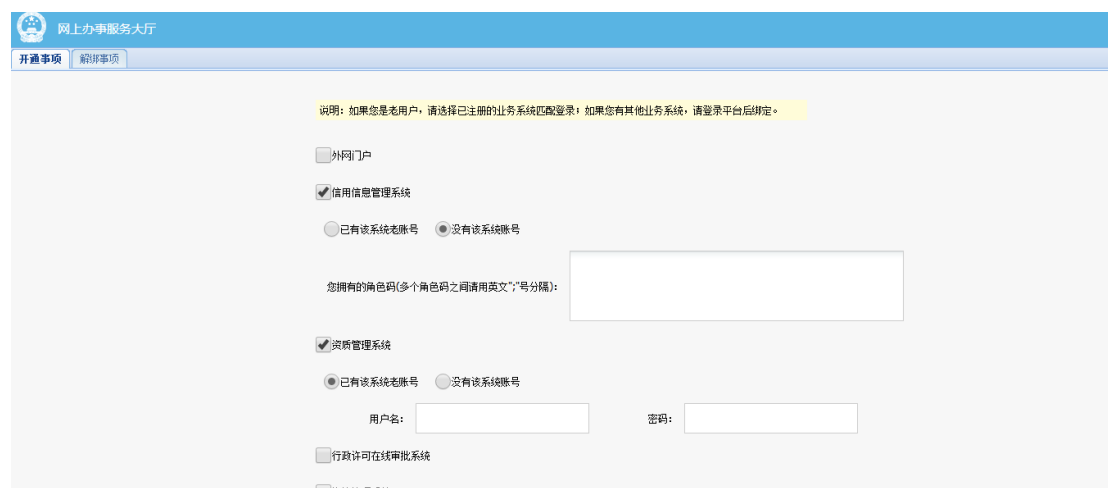 网上办事服务大厅
开通事项 解绑事项
说明：如果您是老用户，请选择已注册的业务系统匹配登录；如果您有其他业务系统，请登录平台后绑定。
外网门户
信用信息管理系统
已有该系统老账号 没有该系统账号
您拥有的角色码(多个角色码之间请用英文";"号分隔)：
资质管理系统
已有该系统老账号 没有该系统账号
用户名： 密码：
行政许可在线审批系统